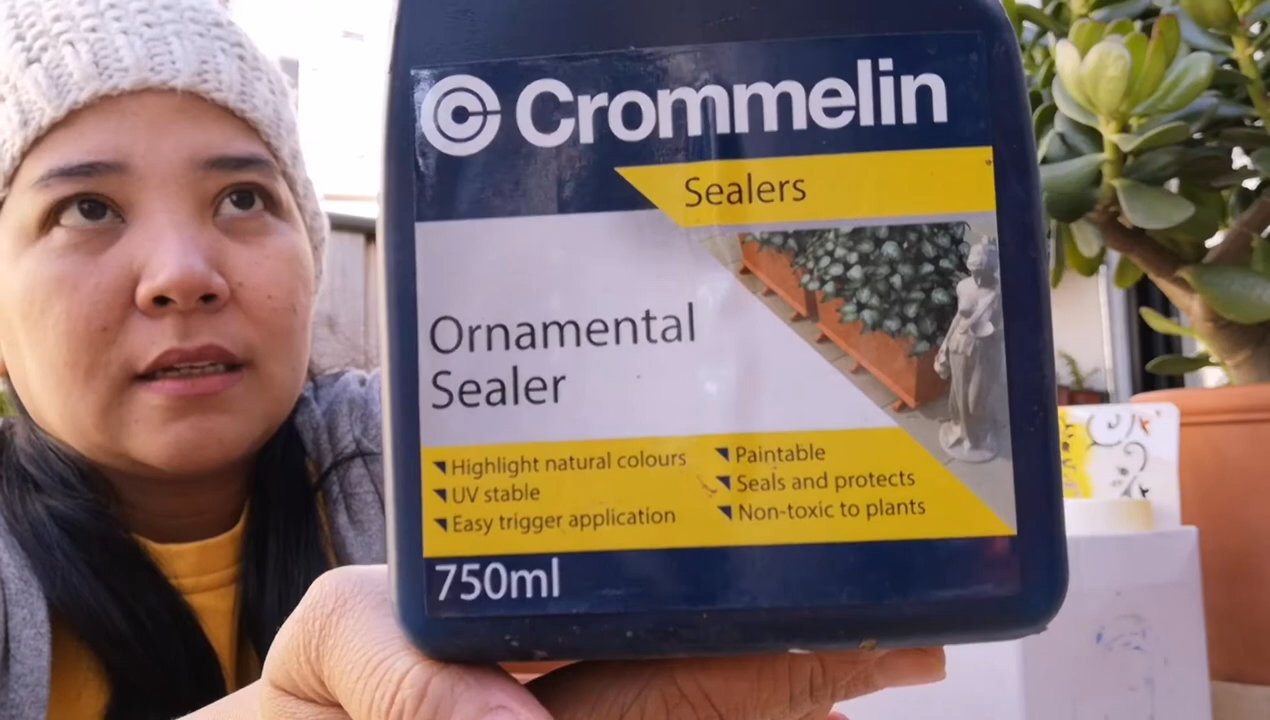 Crommelin
Sealers
Ornamental
Sealer
Highlight natural colours
UV stable
Easy trigger application
Paintable
Seals and protects
Non-toxic to plants
750ml